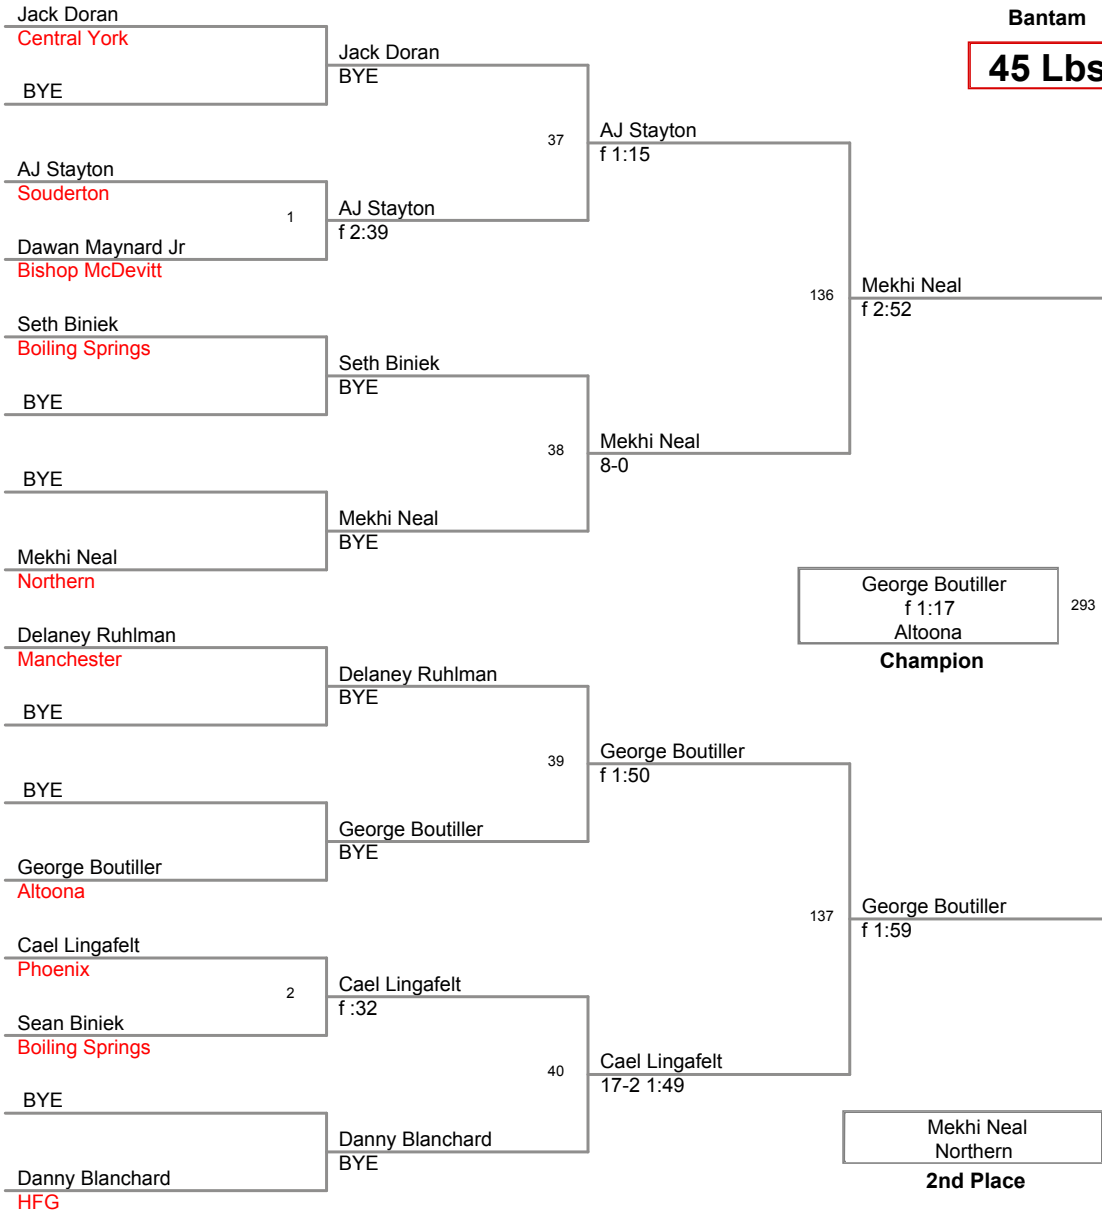 Jack Doran
Central York
BYE
AJ Stayton
Souderton
1
Dawan Maynard Jr
Bishop McDevitt
Seth Biniek
Boiling Springs
BYE
BYE
Mekhi Neal
Northern
Delaney Ruhlman
Manchester
BYE
BYE
George Boutiller
Altoona
Cael Lingafelt
Phoenix
2
Sean Biniek
Boiling Springs
BYE
Danny Blanchard
HFG
Jack Doran
BYE
37
AJ Stayton
f 2:39
Seth Biniek
BYE
38
Mekhi Neal
BYE
Delaney Ruhlman
BYE
39
George Boutiller
BYE
Cael Lingafelt
f :32
40
Danny Blanchard
BYE
AJ Stayton
f 1:15
136
Mekhi Neal
8-0
George Boutiller
f 1:50
137
Cael Lingafelt
17-2 1:49
Bantam
45 Lbs
Mekhi Neal
f 2:52
George Boutiller
f 1:17
Altoona
293
Champion
George Boutiller
f 1:59
Mekhi Neal
Northern
2nd Place